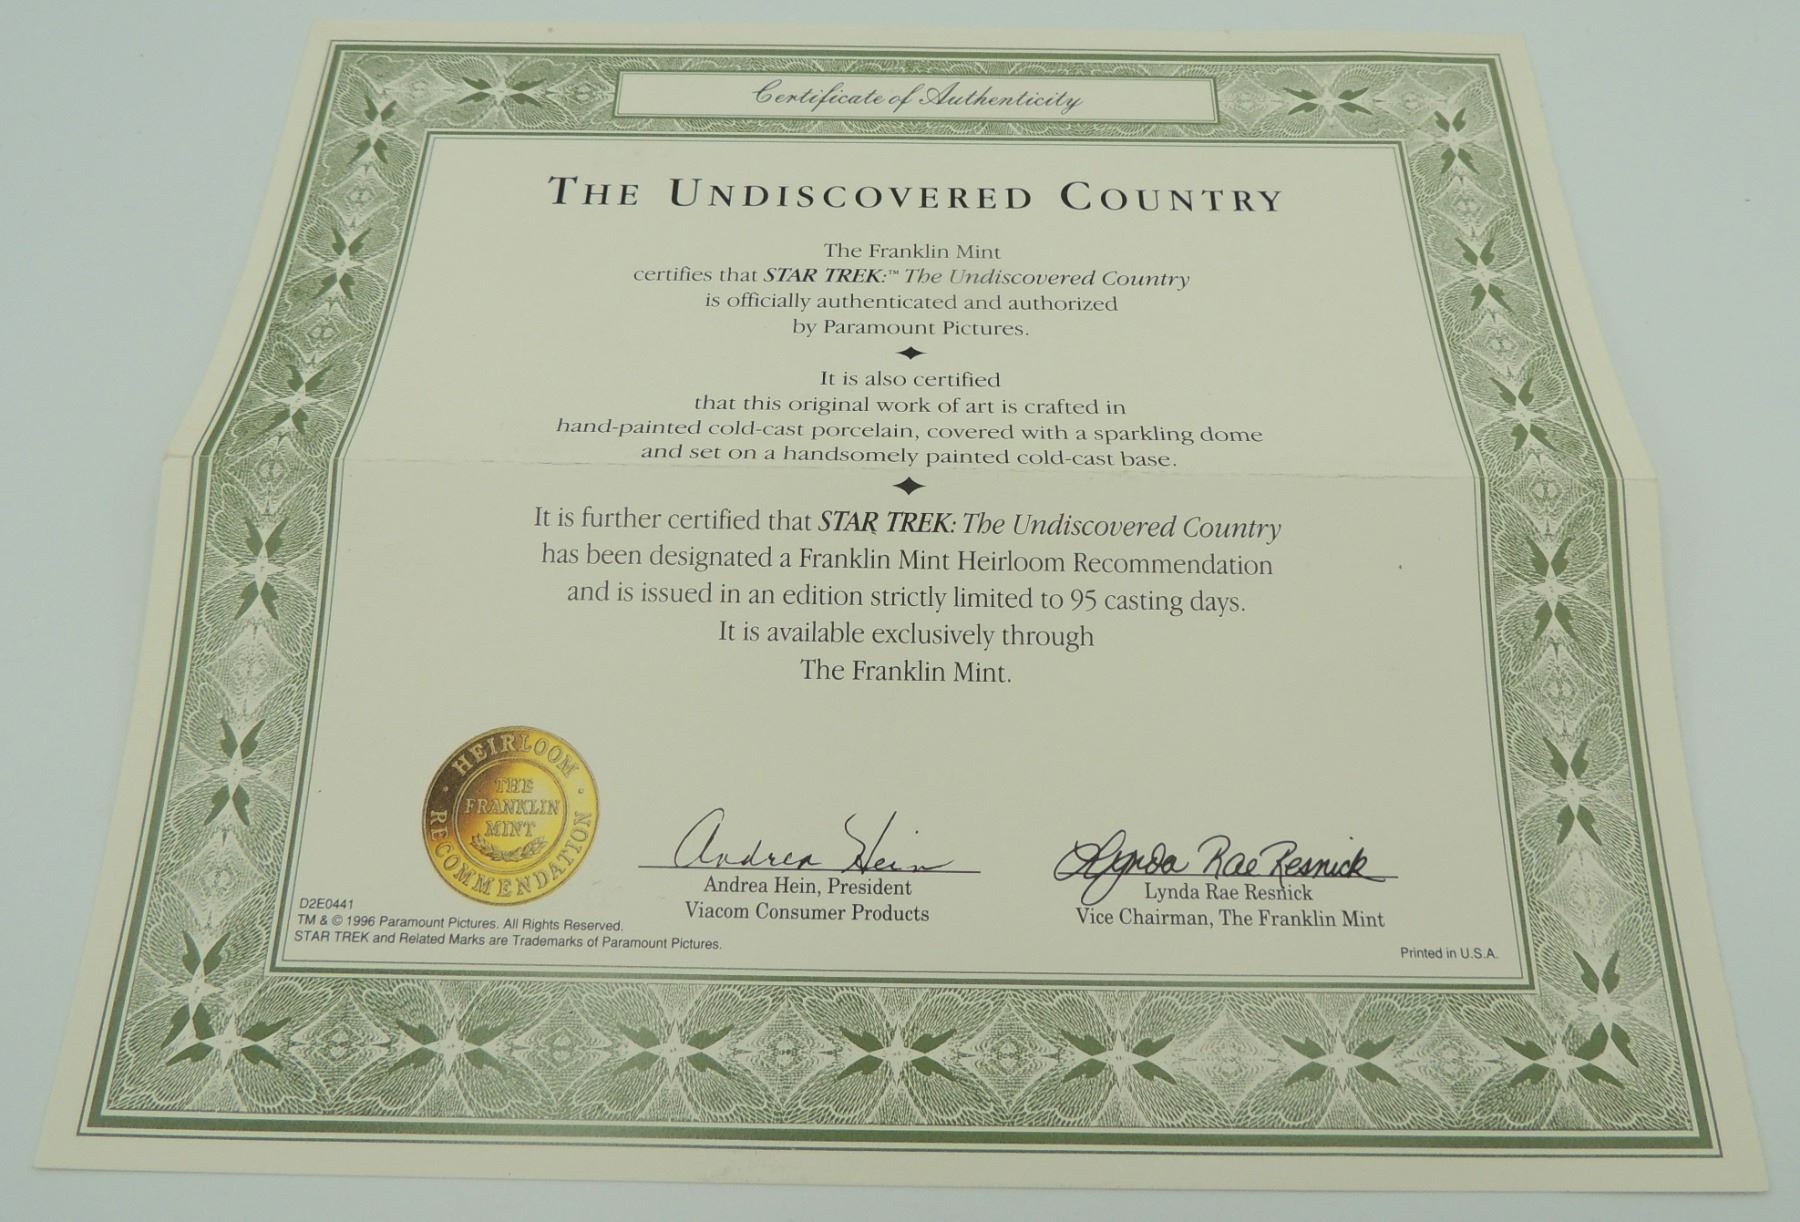 Certificate of Authenticity
THE UNDISCOVERED COUNTRY
The Franklin Mint
certifies that STAR TREK:™ The Undiscovered Country
is officially authenticated and authorized
by Paramount Pictures.
It is also certified
that this original work of art is crafted in
hand-painted cold-cast porcelain, covered with a sparkling dome
and set on a handsomely painted cold-cast base.
It is further certified that STAR TREK: The Undiscovered Country
has been designated a Franklin Mint Heirloom Recommendation
and is issued in an edition strictly limited to 95 casting days.
It is available exclusively through
The Franklin Mint.
HEIRLOOM
THE
FRANKLIN
MINT
RECOMMENDATION
Andrea Hein
Andrea Hein, President
Viacom Consumer Products
Lynda Rae Resnick
Lynda Rae Resnick
Vice Chairman, The Franklin Mint
D2E0441
TM & © 1996 Paramount Pictures. All Rights Reserved.
STAR TREK and Related Marks are Trademarks of Paramount Pictures.
Printed in U.S.A.